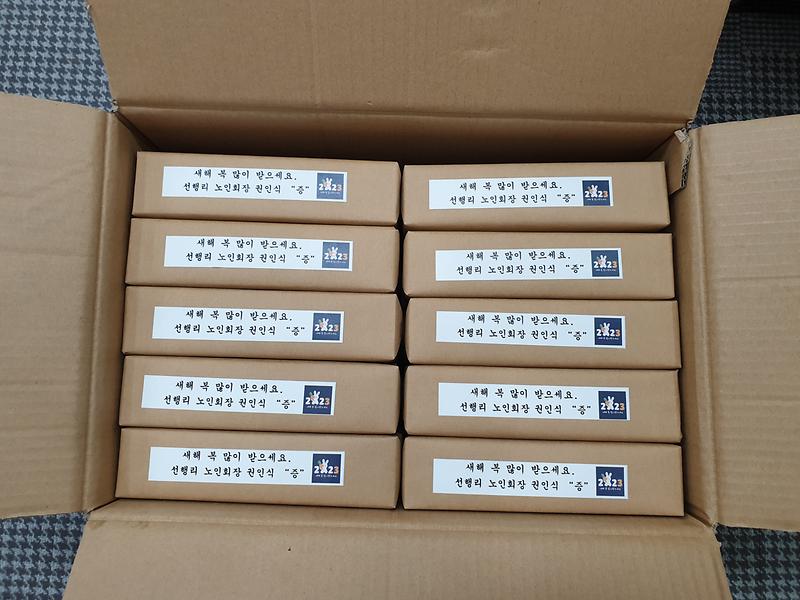 새해 복 많이 받으세요.
선행리 노인회장 권인식 "증"
2023
새해 복 많이 받으세요.
선행리 노인회장 권인식 "증"
2023
새해 복 많이 받으세요.
선행리 노인회장 권인식 "증"
2023
새해 복 많이 받으세요.
선행리 노인회장 권인식 "증"
2023
새해 복 많이 받으세요.
선행리 노인회장 권인식 "증"
2023
새해 복 많이 받으세요.
선행리 노인회장 권인식 "증"
2023
새해 복 많이 받으세요.
선행리 노인회장 권인식 "증"
2023
새해 복 많이 받으세요.
선행리 노인회장 권인식 "증"
2023
새해 복 많이 받으세요.
선행리 노인회장 권인식 "증"
2023
새해 복 많이 받으세요.
선행리 노인회장 권인식 "증"
2023